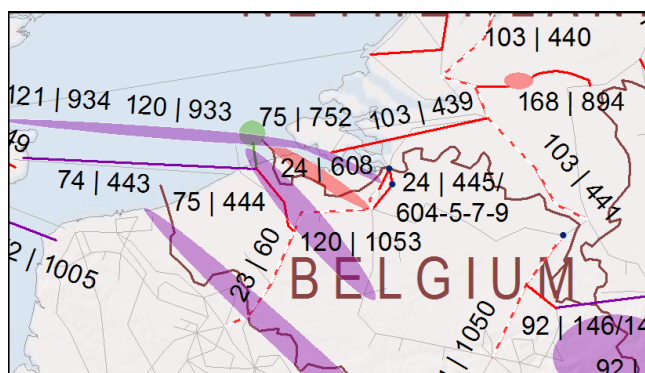 103 | 440
121 | 934
120 | 933
75 | 752
103 | 439
168 | 894
49
24 | 608
74 | 443
75 | 444
24 | 445/
604-5-7-9
103 | 441
120 | 1053
23 | 60
2 | 1005
BELGIUM
1 | 1050
92 | 146/14
92 |